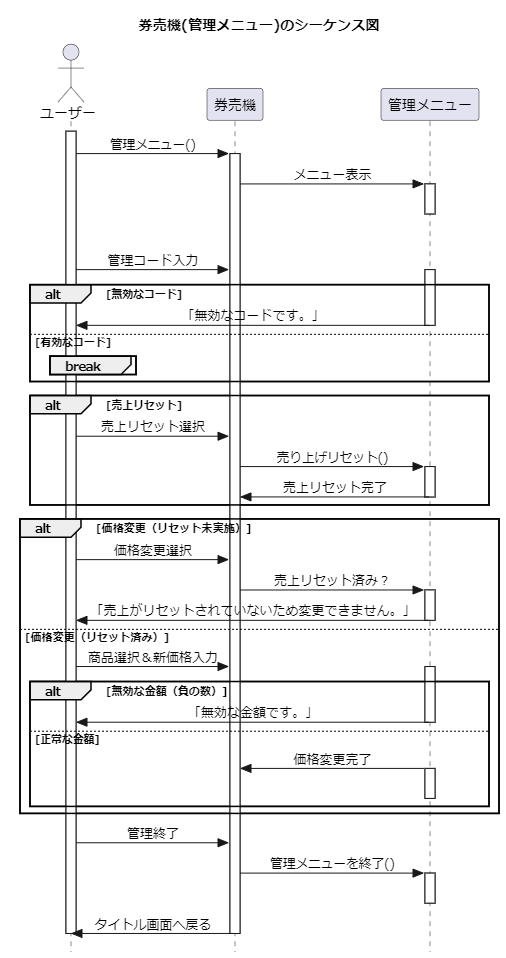 券売機(管理メニュー)のシーケンス図
ユーザー
券売機
管理メニュー
管理メニュー()
メニュー表示
管理コード入力
alt [無効なコード]
「無効なコードです。」
[有効なコード]
break
alt [売上リセット]
売上リセット選択
売り上げリセット()
売上リセット完了
alt [価格変更（リセット未実施）]
価格変更選択
売上リセット済み？
「売上がリセットされていないため変更できません。」
[価格変更（リセット済み）]
商品選択＆新価格入力
alt [無効な金額（負の数）]
「無効な金額です。」
[正常な金額]
価格変更完了
管理終了
管理メニューを終了()
タイトル画面へ戻る